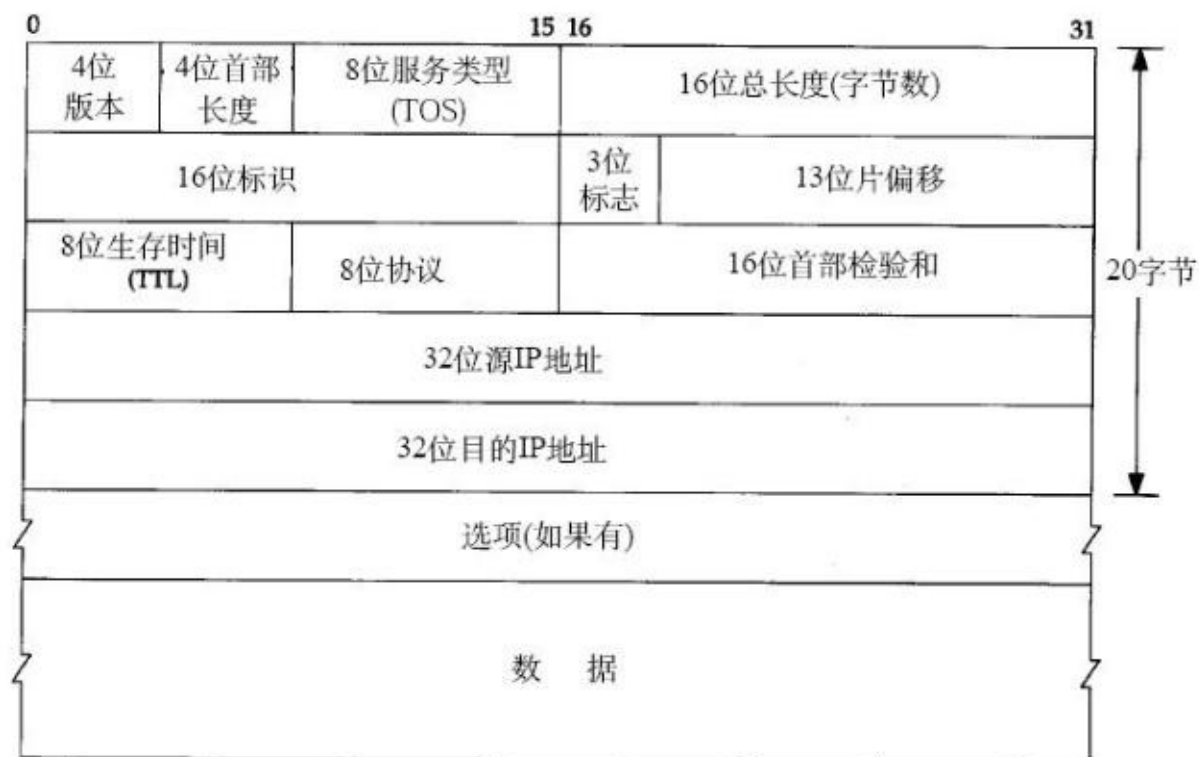 0 15 16 31
4位 4位首部 8位服务类型 16位总长度(字节数)
版本 长度 (TOS)
16位标识 3位 13位片偏移
标志
8位生存时间 8位协议 16位首部检验和
(TTL)
20字节
32位源IP地址
32位目的IP地址
选项(如果有)
数 据